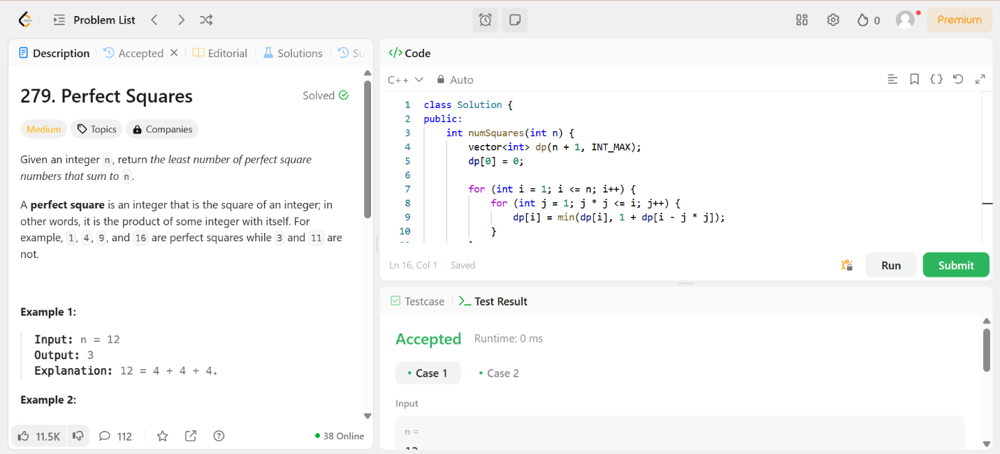 Problem List
0
Premium
Description
Accepted
Editorial
Solutions
Su
279. Perfect Squares
Solved
Medium
Topics
Companies
Given an integer n, return the least number of perfect square
numbers that sum to n.
A perfect square is an integer that is the square of an integer; in
other words, it is the product of some integer with itself. For
example, 1, 4, 9, and 16 are perfect squares while 3 and 11 are
not.
Example 1:
Input: n = 12
Output: 3
Explanation: 12 = 4 + 4 + 4.
Example 2:
11.5K
112
38 Online
</> Code
C++
Auto
1 class Solution {
2 public:
3     int numSquares(int n) {
4         vector<int> dp(n + 1, INT_MAX);
5         dp[0] = 0;
6
7         for (int i = 1; i <= n; i++) {
8             for (int j = 1; j * j <= i; j++) {
9                 dp[i] = min(dp[i], 1 + dp[i - j * j]);
10             }
Ln 16, Col 1
Saved
Run
Submit
Testcase
Test Result
Accepted
Runtime: 0 ms
Case 1
Case 2
Input
n =